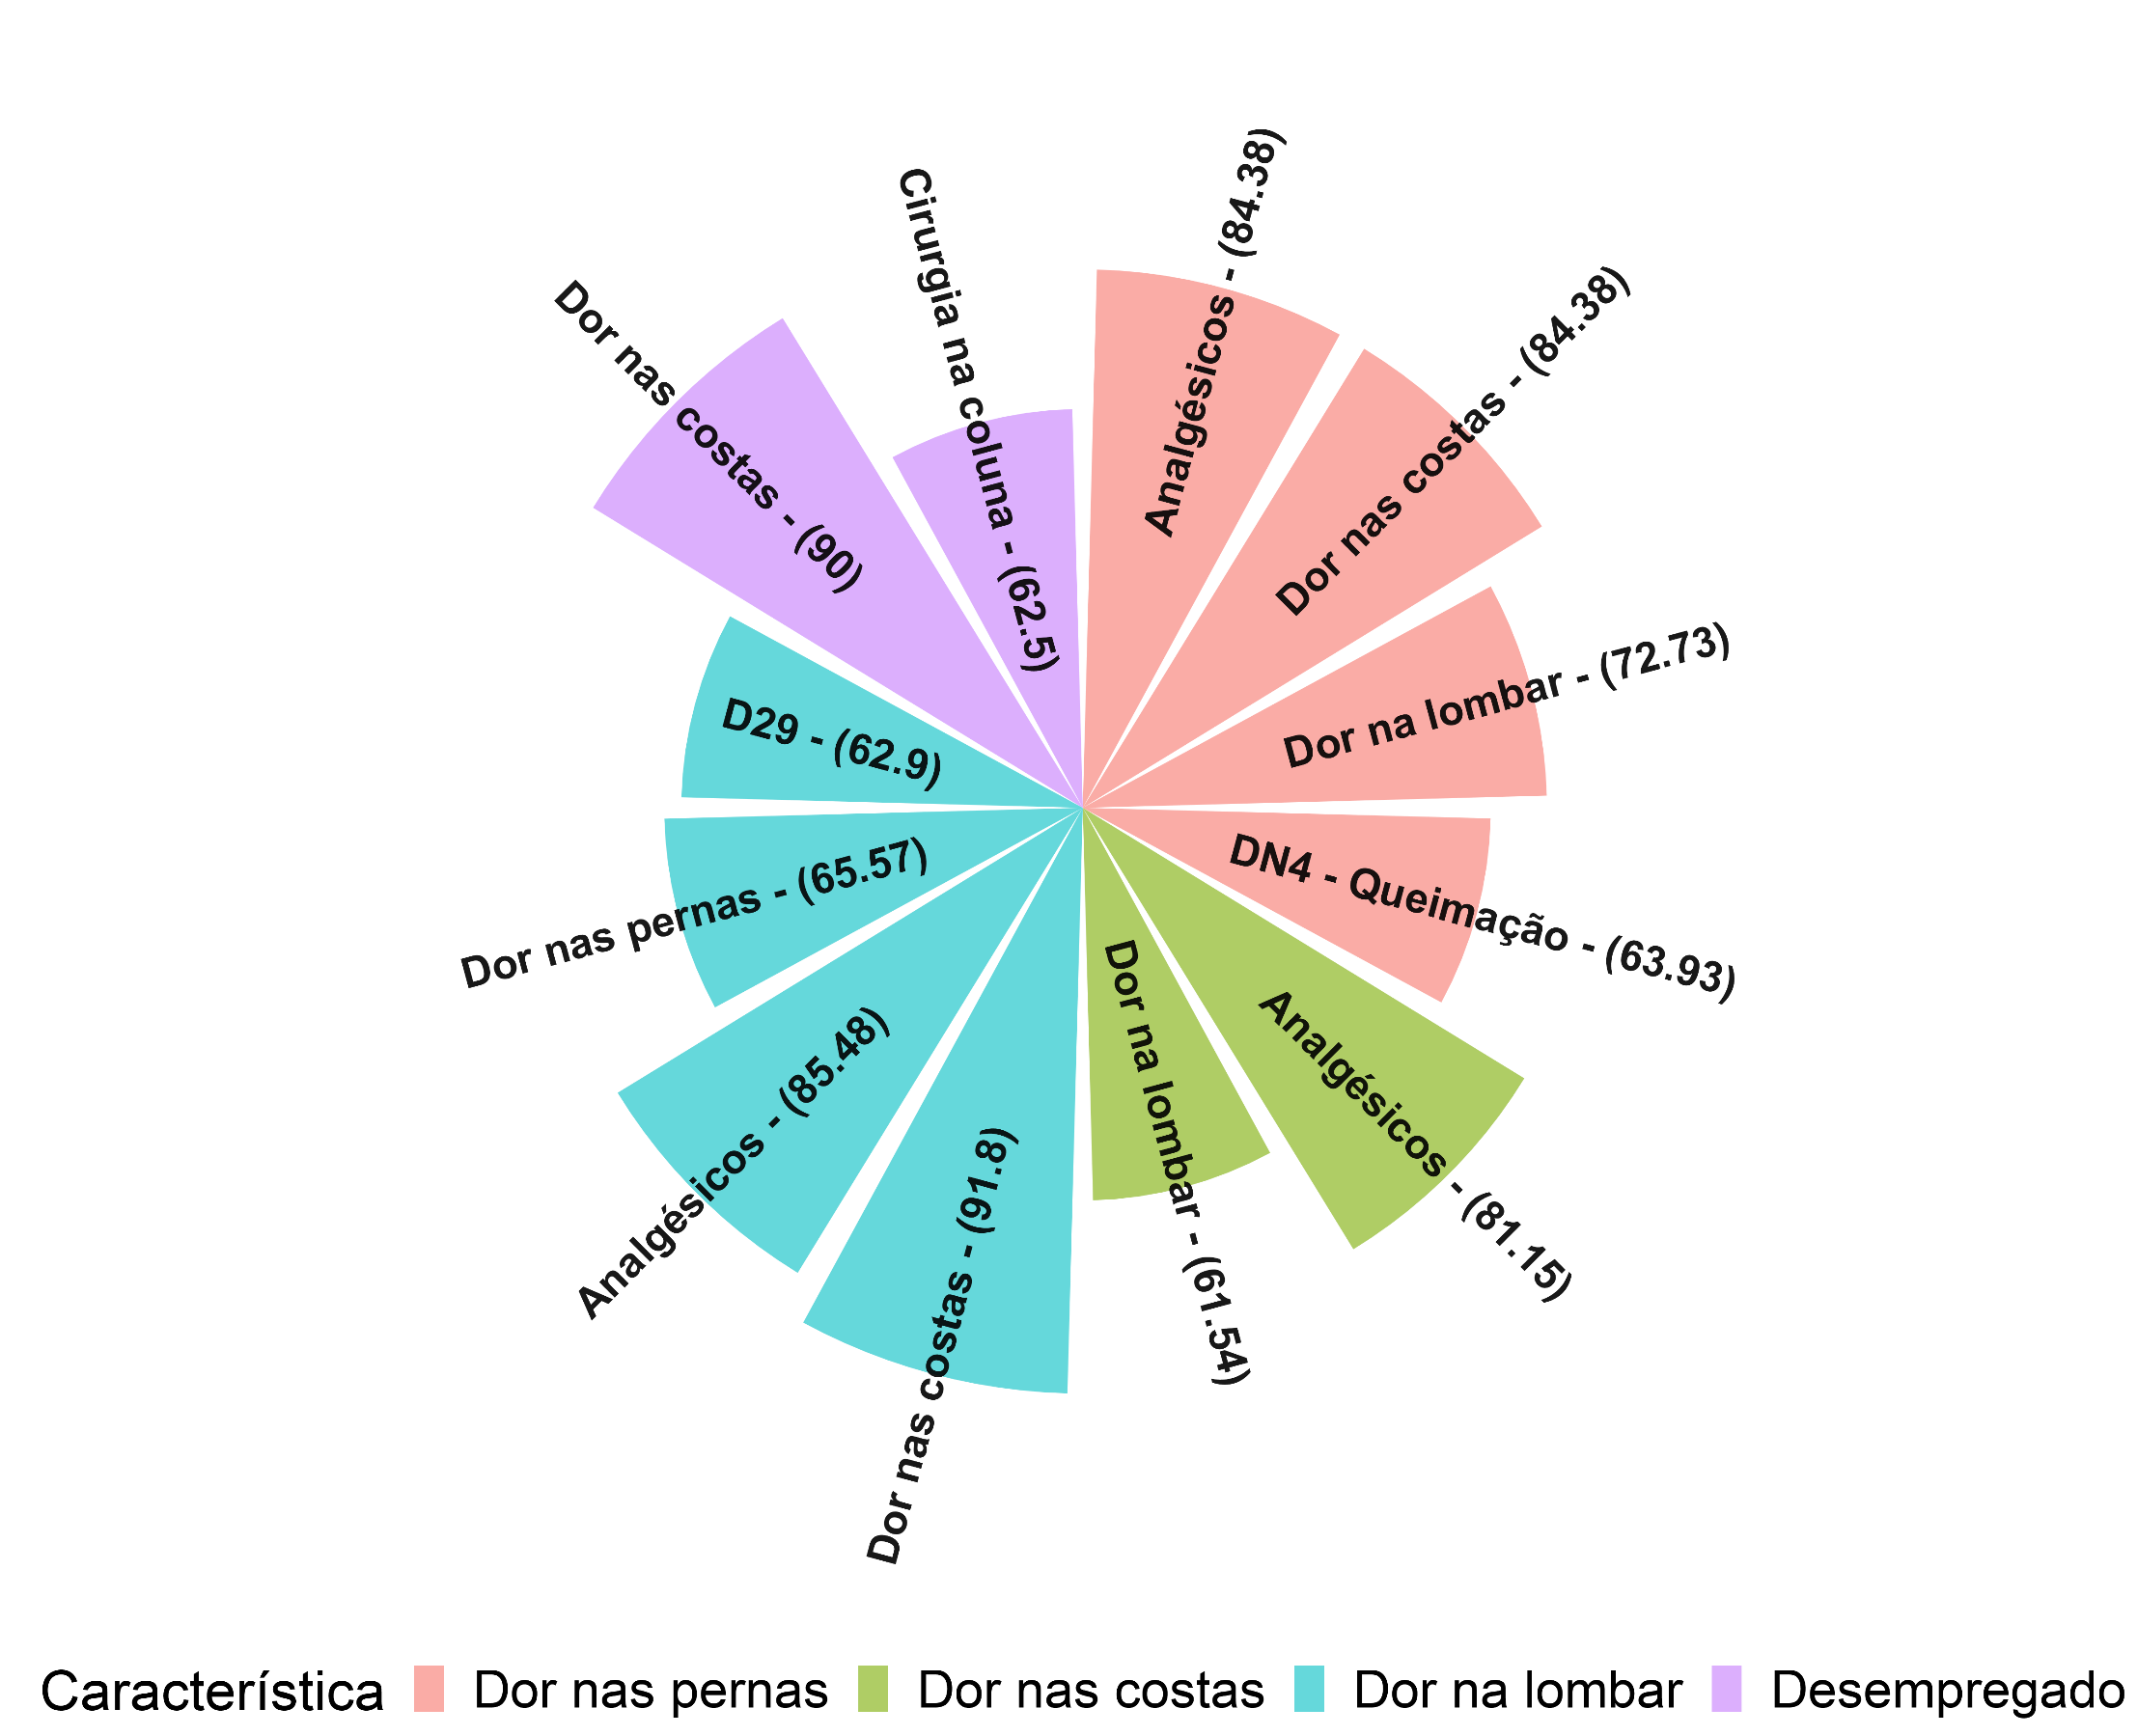 Analgésicos - (84.38)
Dor nas costas - (84.38)
Dor na lombar - (72.73)
DN4 - Queimação - (63.93)
Analgésicos - (81.15)
Dor na lombar - (61.54)
Dor nas costas - (91.8)
Analgésicos - (85.48)
Dor nas pernas - (65.57)
D29 - (62.9)
Dor nas costas - (90)
Cirurgia na coluna - (62.5)
Característica Dor nas pernas Dor nas costas Dor na lombar Desempregado